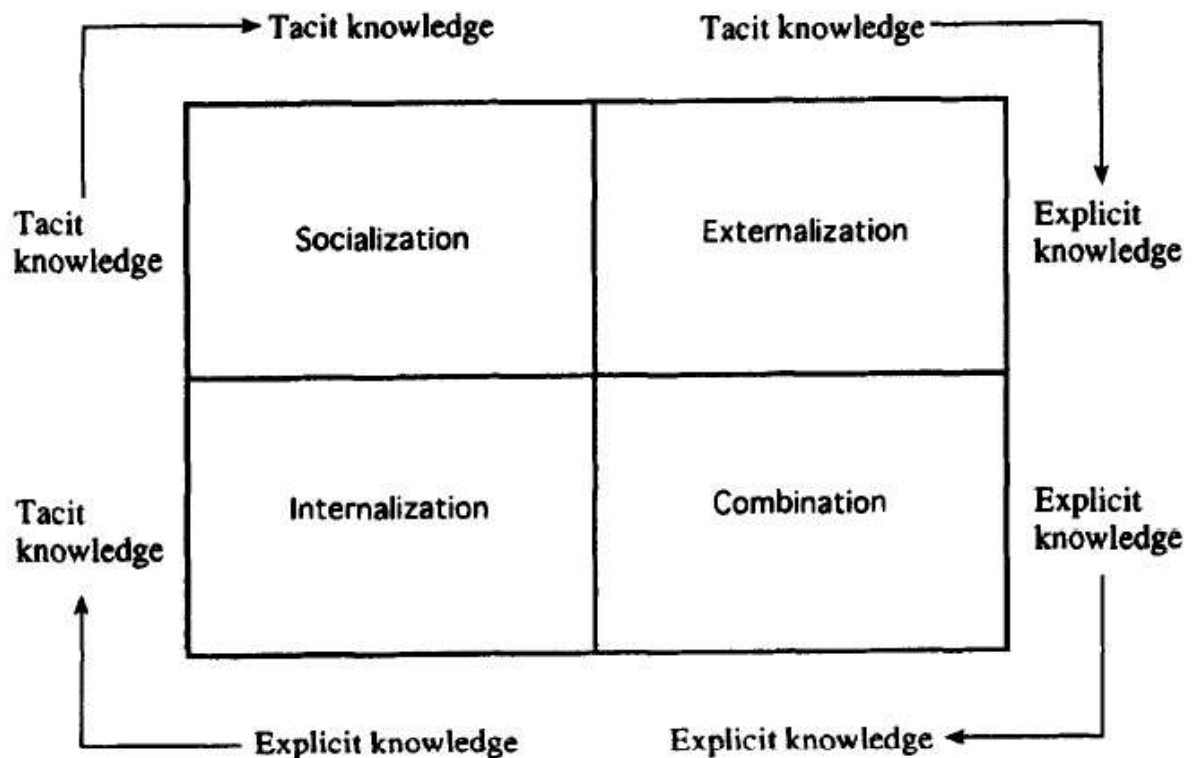 Tacit knowledge
Tacit knowledge
Tacit
knowledge
Socialization
Externalization
Explicit
knowledge
Tacit
knowledge
Internalization
Combination
Explicit
knowledge
Explicit knowledge
Explicit knowledge